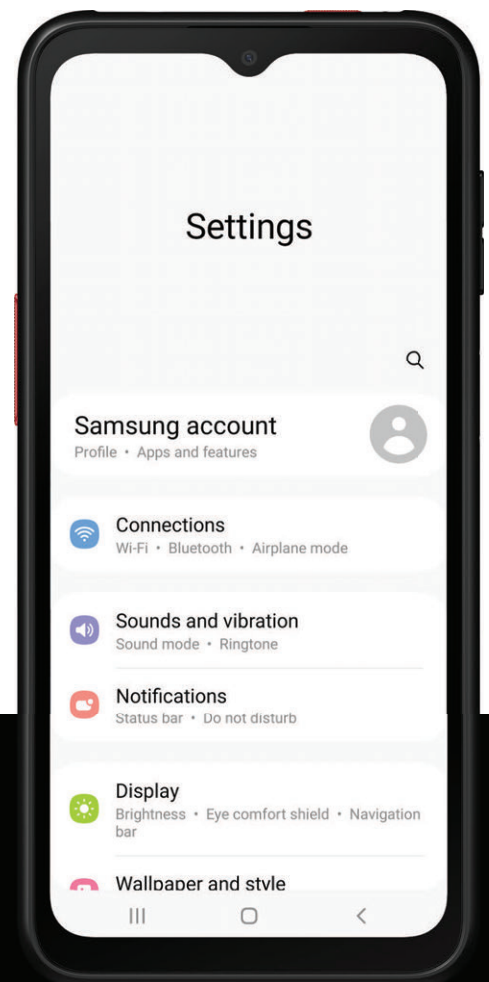 Settings
Samsung account
Profile • Apps and features
Connections
Wi-Fi • Bluetooth • Airplane mode
Sounds and vibration
Sound mode • Ringtone
Notifications
Status bar • Do not disturb
Display
Brightness • Eye comfort shield • Navigation
bar
Wallpaper and style